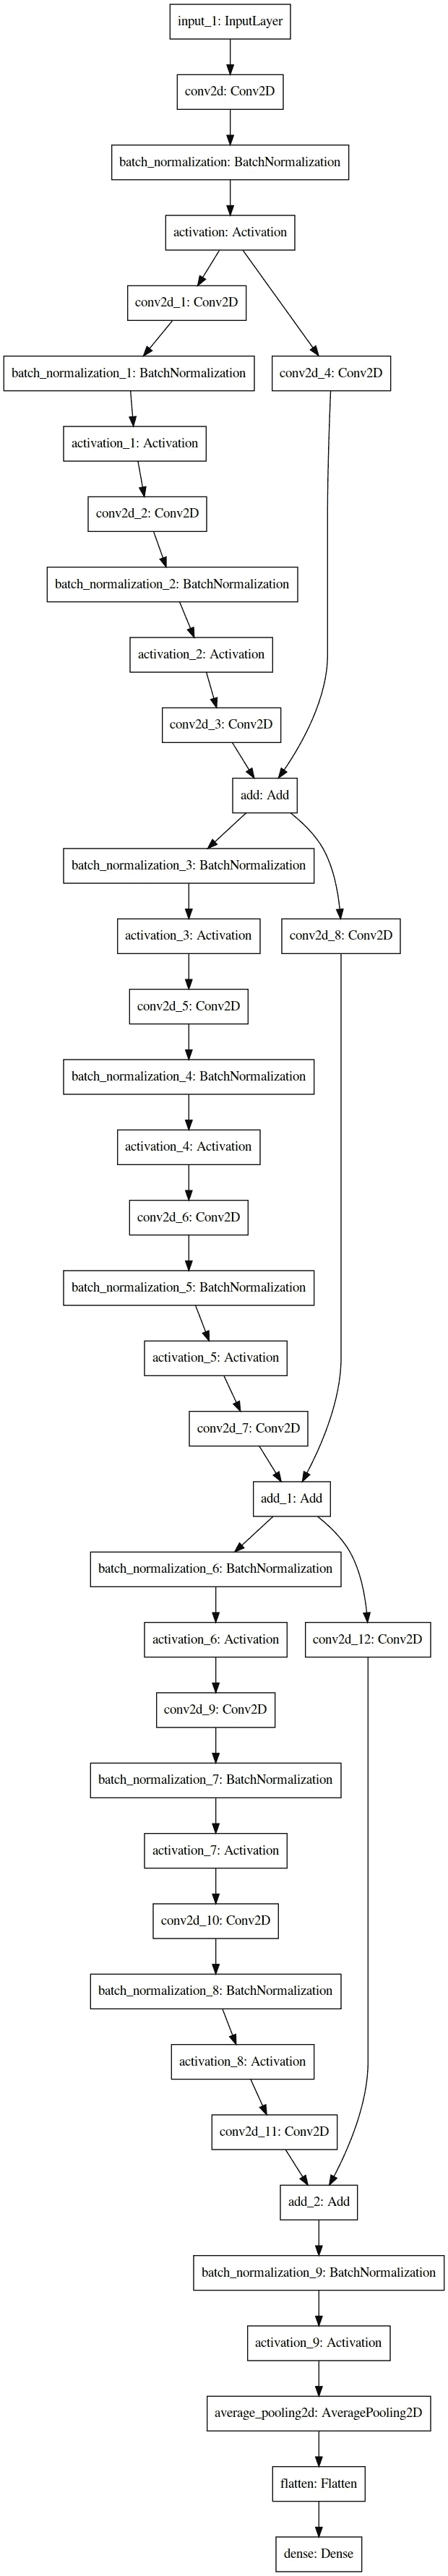 input_1: InputLayer
conv2d: Conv2D
batch_normalization: BatchNormalization
activation: Activation
conv2d_1: Conv2D
batch_normalization_1: BatchNormalization
conv2d_4: Conv2D
activation_1: Activation
conv2d_2: Conv2D
batch_normalization_2: BatchNormalization
activation_2: Activation
conv2d_3: Conv2D
add: Add
batch_normalization_3: BatchNormalization
activation_3: Activation
conv2d_8: Conv2D
conv2d_5: Conv2D
batch_normalization_4: BatchNormalization
activation_4: Activation
conv2d_6: Conv2D
batch_normalization_5: BatchNormalization
activation_5: Activation
conv2d_7: Conv2D
add_1: Add
batch_normalization_6: BatchNormalization
activation_6: Activation
conv2d_12: Conv2D
conv2d_9: Conv2D
batch_normalization_7: BatchNormalization
activation_7: Activation
conv2d_10: Conv2D
batch_normalization_8: BatchNormalization
activation_8: Activation
conv2d_11: Conv2D
add_2: Add
batch_normalization_9: BatchNormalization
activation_9: Activation
average_pooling2d: AveragePooling2D
flatten: Flatten
dense: Dense